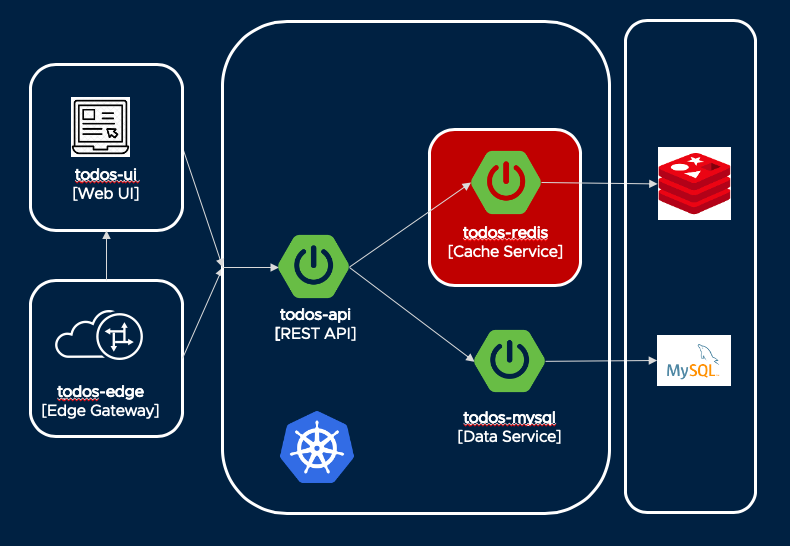 todos-ui
[Web UI]
todos-edge
[Edge Gateway]
todos-api
[REST API]
todos-redis
[Cache Service]
todos-mysql
[Data Service]
MySQL